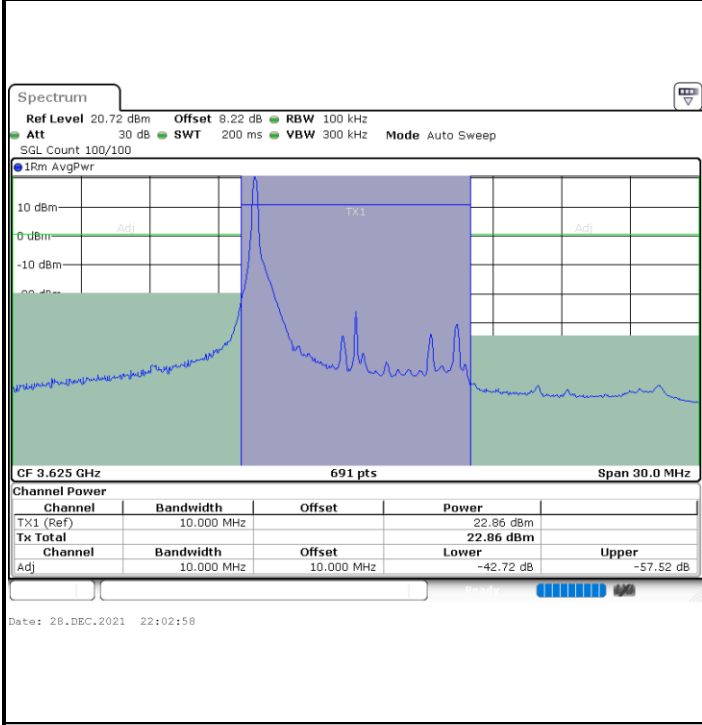 Spectrum
Ref Level 20.72 dBm Offset 8.22 dB RBW 100 kHz
Att 30 dB SWT 200 ms VBW 300 kHz Mode Auto Sweep
SGL Count 100/100
1Rm AvgPwr
10 dBm
TX1
Adj Adj
0 dBm
-10 dBm
CF 3.625 GHz 691 pts Span 30.0 MHz
Channel Power
Channel Bandwidth Offset Power
TX1 (Ref) 10.000 MHz 22.86 dBm
Tx Total 22.86 dBm
Channel Bandwidth Offset Lower Upper
Adj 10.000 MHz 10.000 MHz -42.72 dB -57.52 dB
Ready
Date: 28.DEC.2021 22:02:58